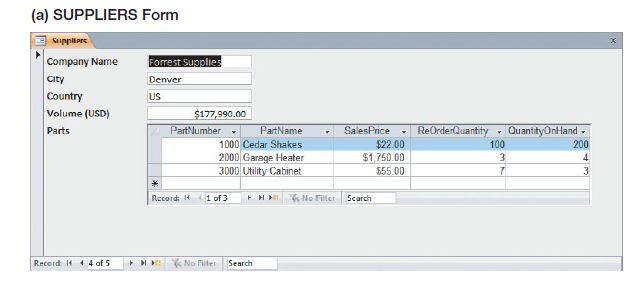 (a) SUPPLIERS Form
Suppliers
Company Name Forrest Supplies
City Denver
Country US
Volume (USD) $177,990.00
Parts
PartNumber PartName SalesPrice ReOrderQuantity QuantityOnHand
1000 Cedar Shakes $22.00 100 200
2000 Garage Heater $1,750.00 3 4
3000 Utility Cabinet $55.00 7 3
Record: 1 of 3 No Filter Search
Record: 4 of 5 No Filter Search